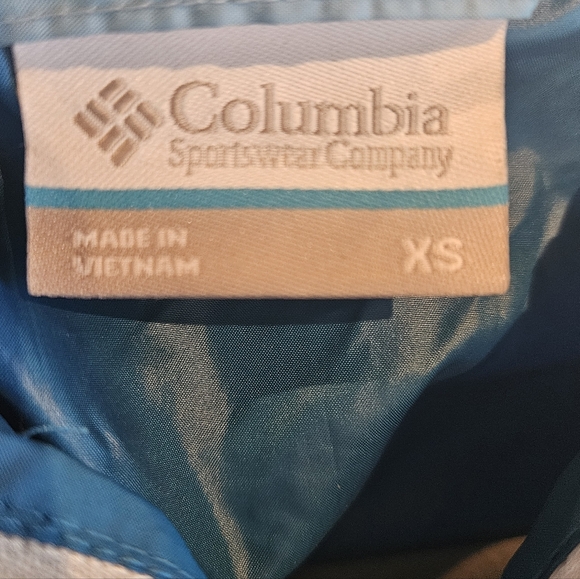 Columbia
Sportswear Company
MADE IN
VIETNAM
XS